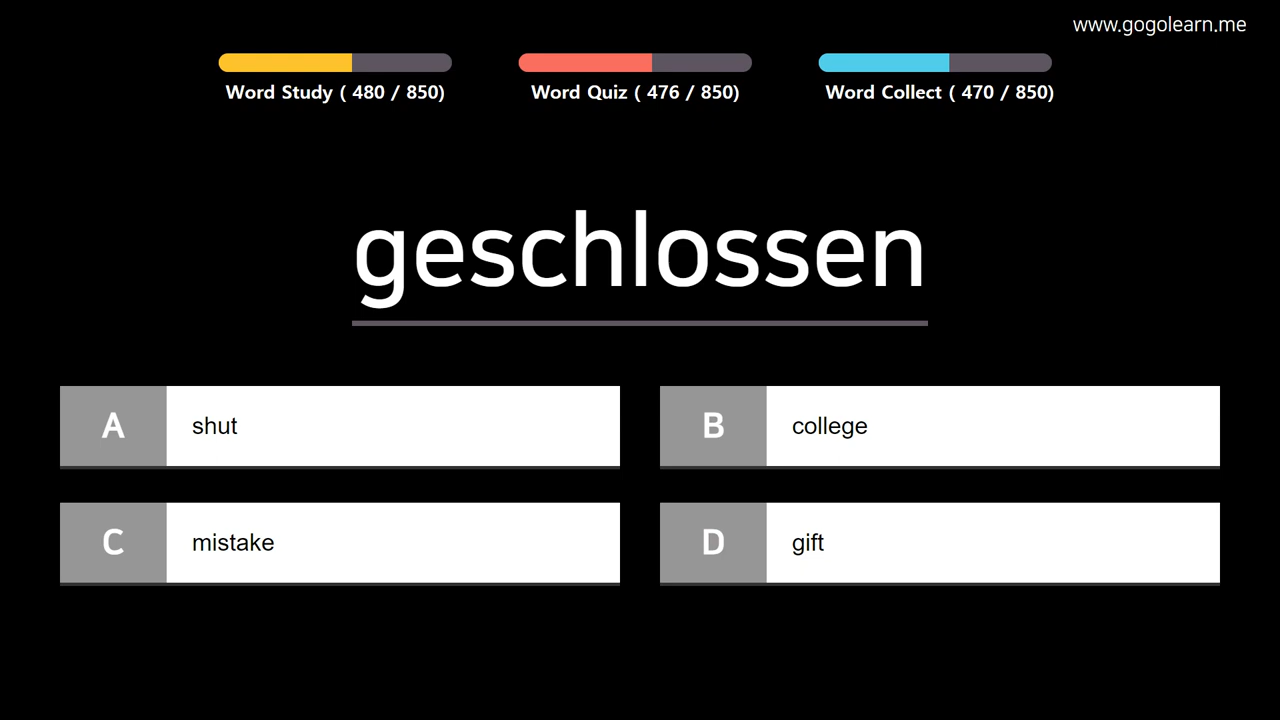 www.gogolearn.me
Word Study ( 480 / 850)
Word Quiz ( 476 / 850)
Word Collect ( 470 / 850)
geschlossen
A shut
B college
C mistake
D gift